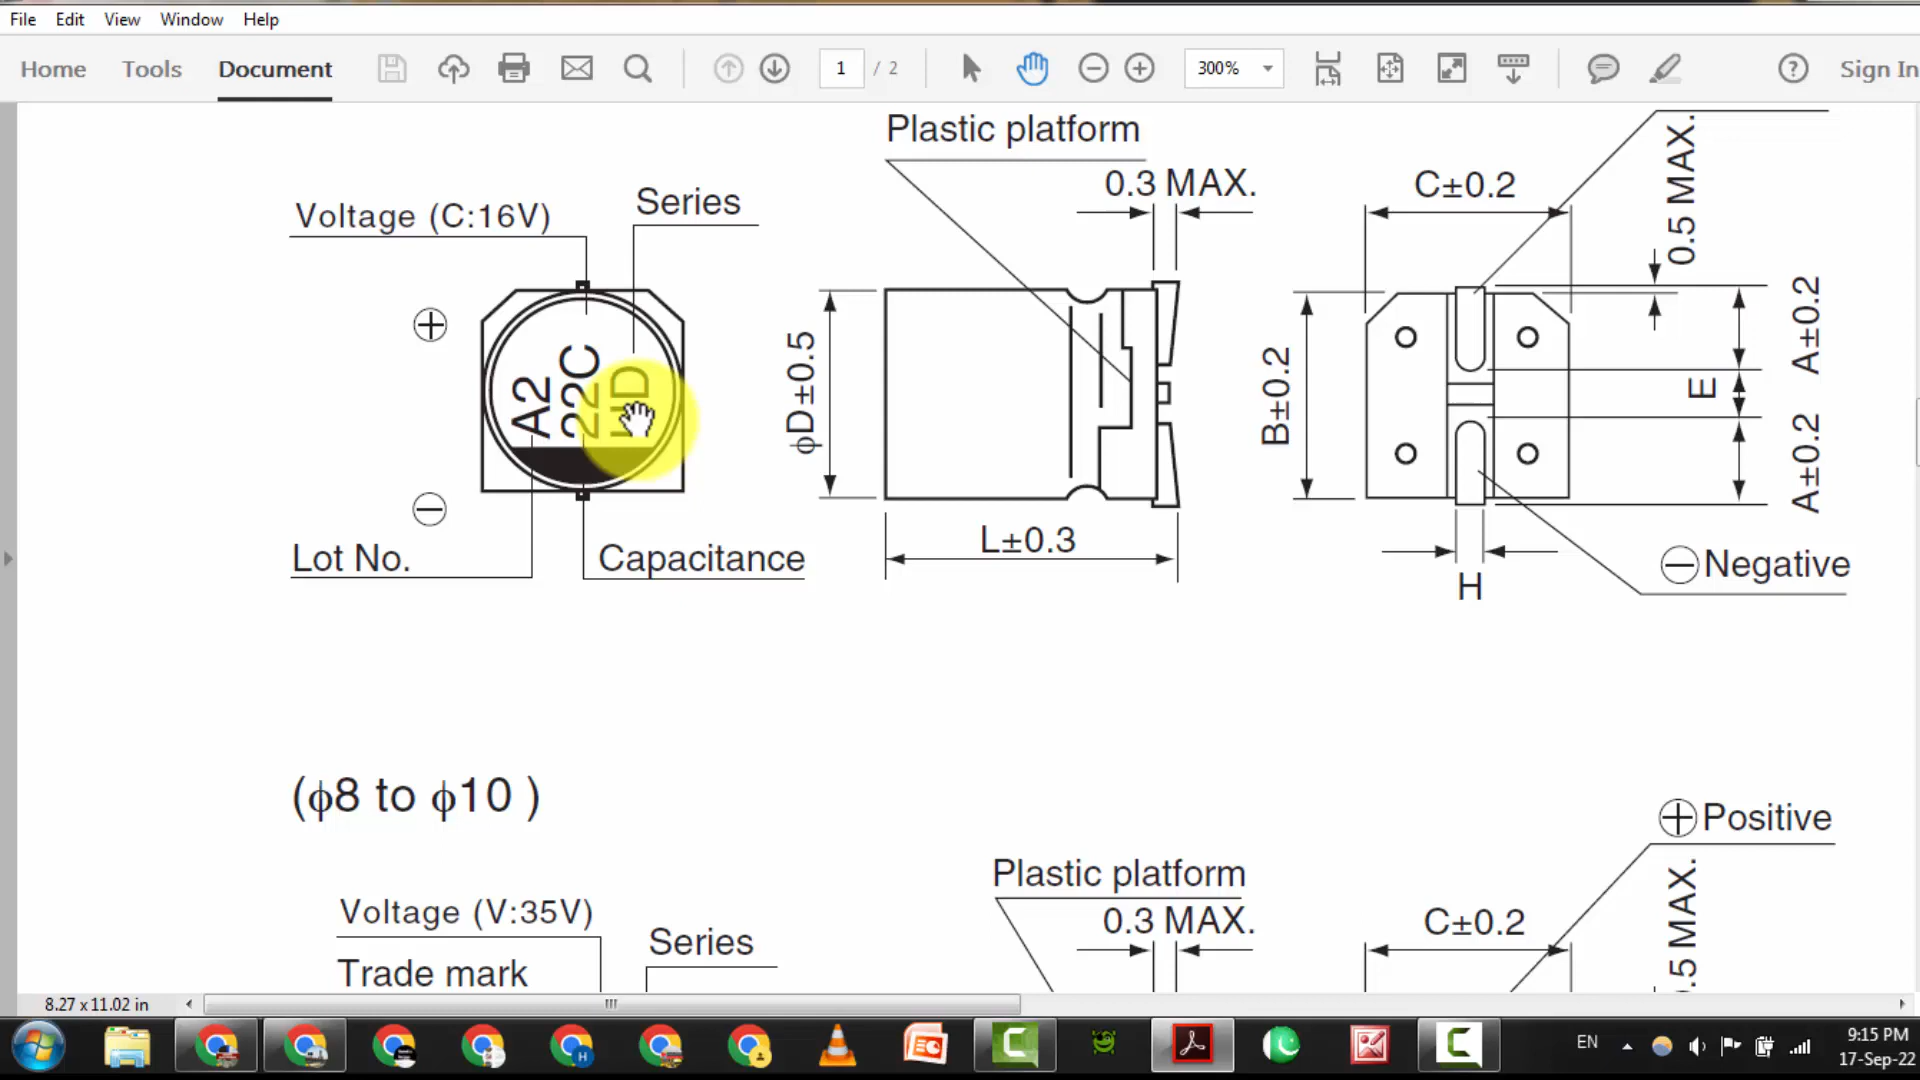 File Edit View Window Help
Home Tools Document 1 / 2 300% Sign In
Plastic platform
0.3 MAX.
C±0.2
0.5 MAX.
Voltage (C:16V)
Series
A2
22C
φD±0.5
B±0.2
A±0.2
E
A±0.2
L±0.3
H
Lot No.
Capacitance
Negative
(φ8 to φ10 )
Positive
Plastic platform
0.3 MAX.
C±0.2
Voltage (V:35V)
Series
Trade mark
8.27 x 11.02 in
EN
9:15 PM
17-Sep-22